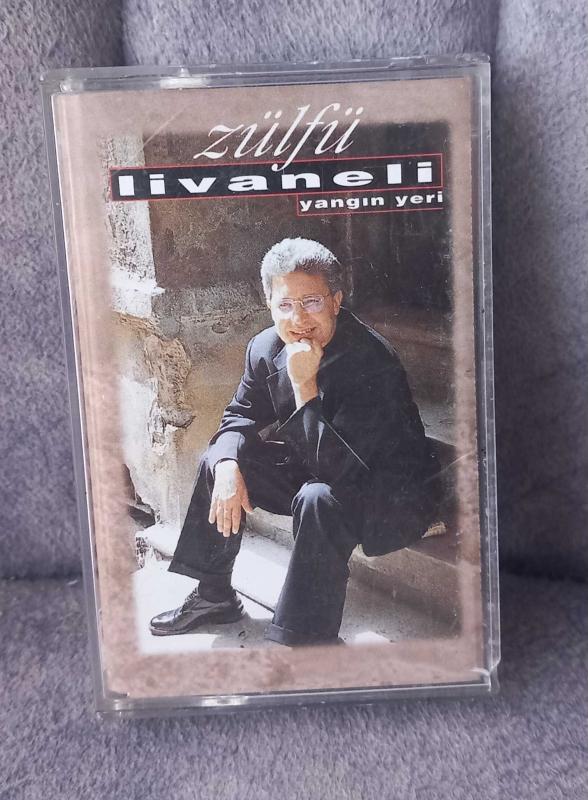 zülfü
livaneli
yangın yeri